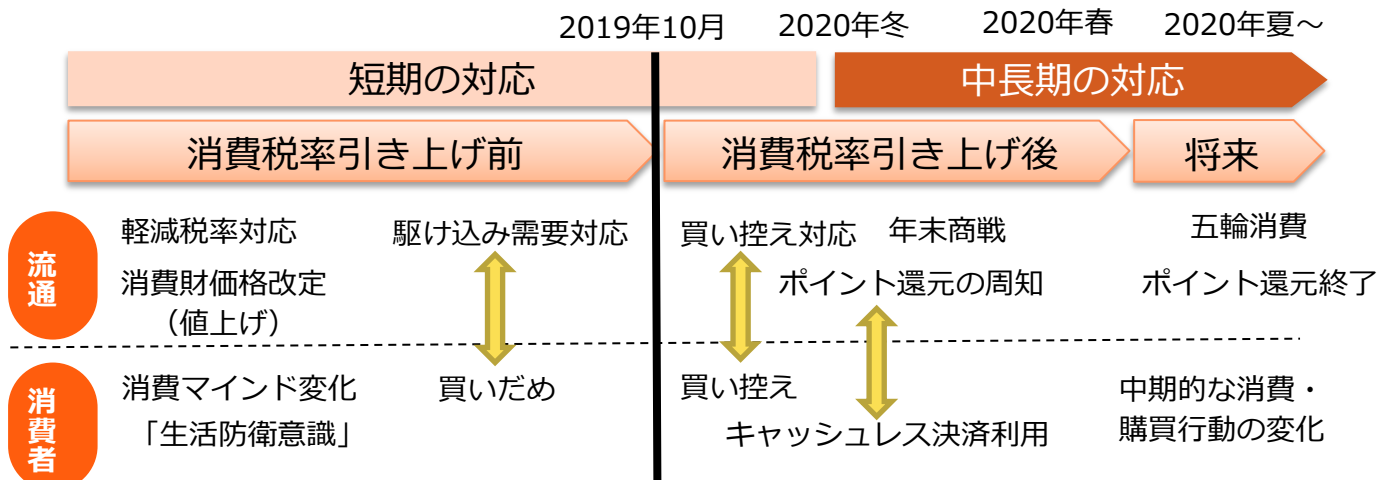 2019年10月 2020年冬 2020年春 2020年夏～
短期の対応 中長期の対応
消費税率引き上げ前 消費税率引き上げ後 将来
流通
軽減税率対応 駆け込み需要対応 買い控え対応 年末商戦 五輪消費
消費財価格改定 ポイント還元の周知 ポイント還元終了
（値上げ）
消費者
消費マインド変化 買いだめ 買い控え 中期的な消費・
「生活防衛意識」 キャッシュレス決済利用 購買行動の変化